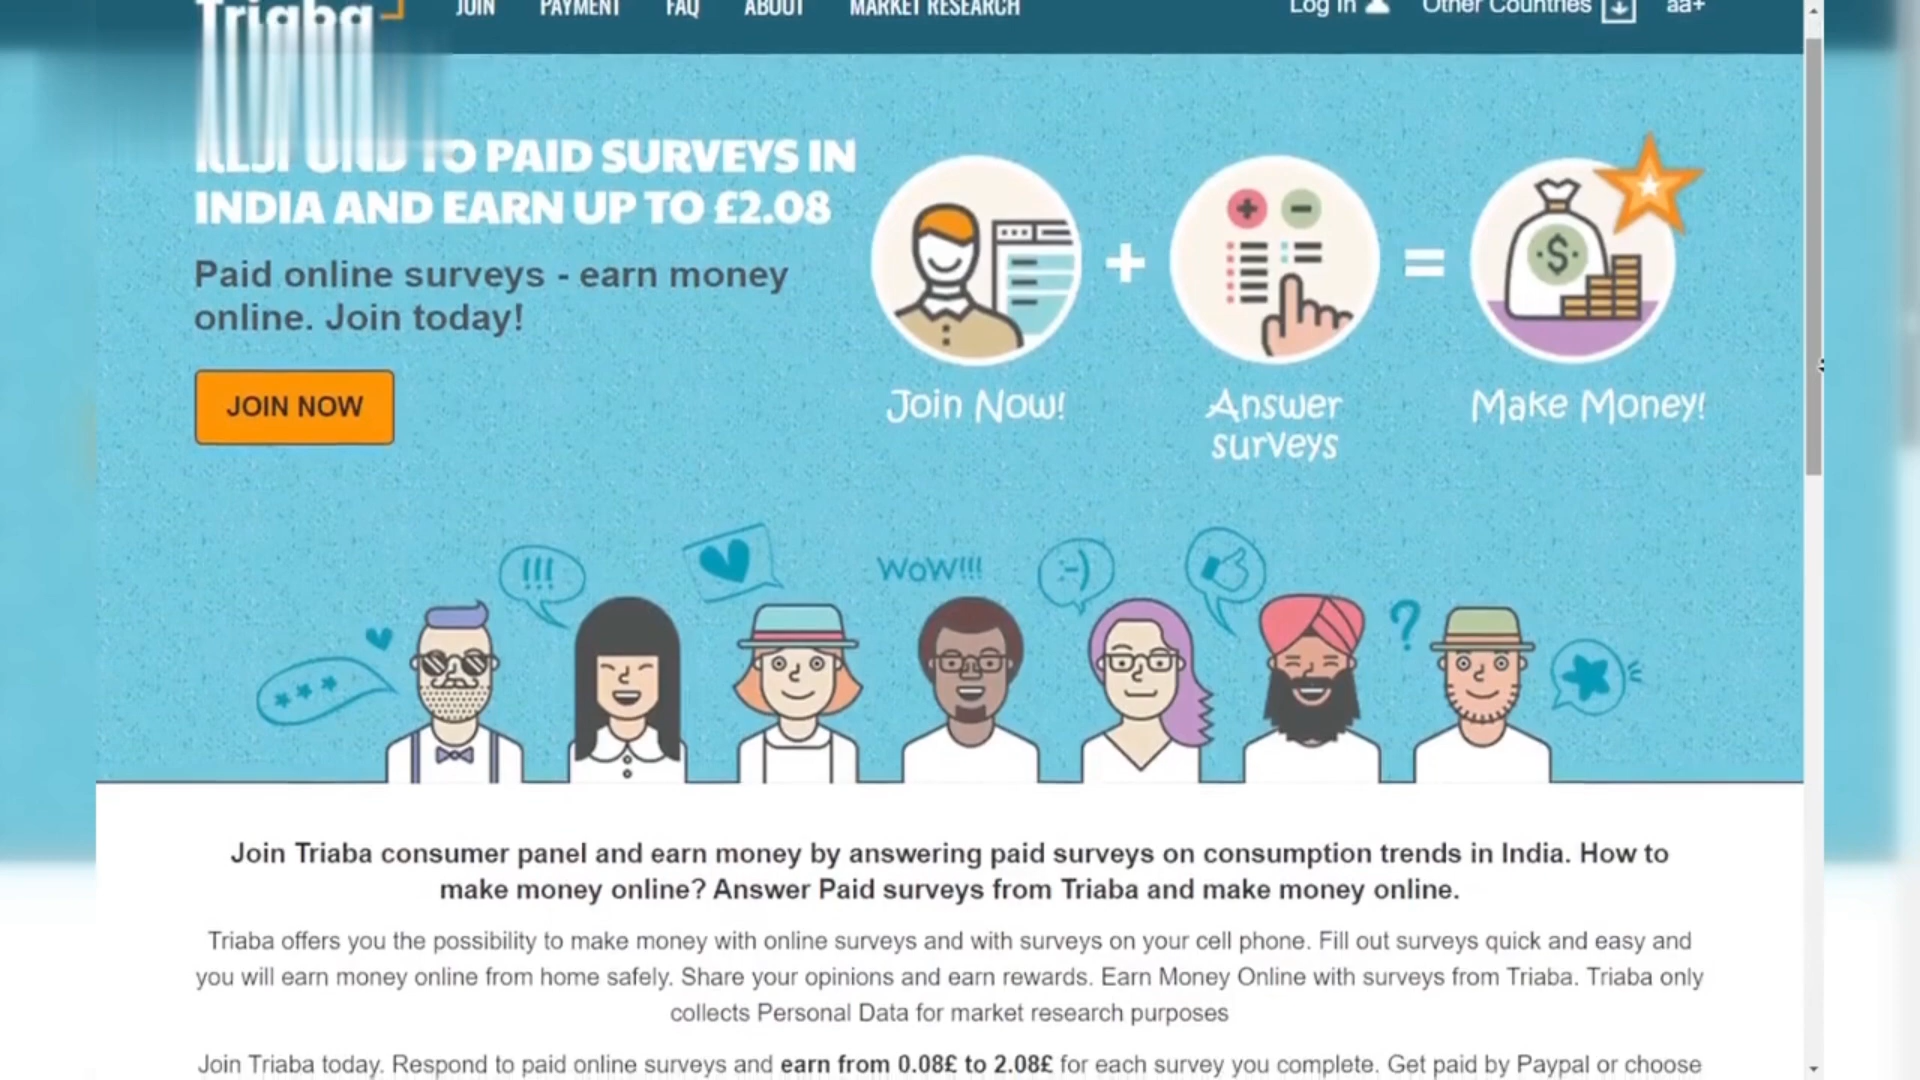 Triaba
JOIN PAYMENT FAQ ABOUT MARKET RESEARCH Log In Other Countries aa+
RESPOND TO PAID SURVEYS IN
INDIA AND EARN UP TO £2.08
Paid online surveys - earn money
online. Join today!
JOIN NOW
Join Now!
Answer
surveys
Make Money!
+
=
$
!!!
WOW!!!
:-)
?
Join Triaba consumer panel and earn money by answering paid surveys on consumption trends in India. How to
make money online? Answer Paid surveys from Triaba and make money online.
Triaba offers you the possibility to make money with online surveys and with surveys on your cell phone. Fill out surveys quick and easy and
you will earn money online from home safely. Share your opinions and earn rewards. Earn Money Online with surveys from Triaba. Triaba only
collects Personal Data for market research purposes
Join Triaba today. Respond to paid online surveys and earn from 0.08£ to 2.08£ for each survey you complete. Get paid by Paypal or choose